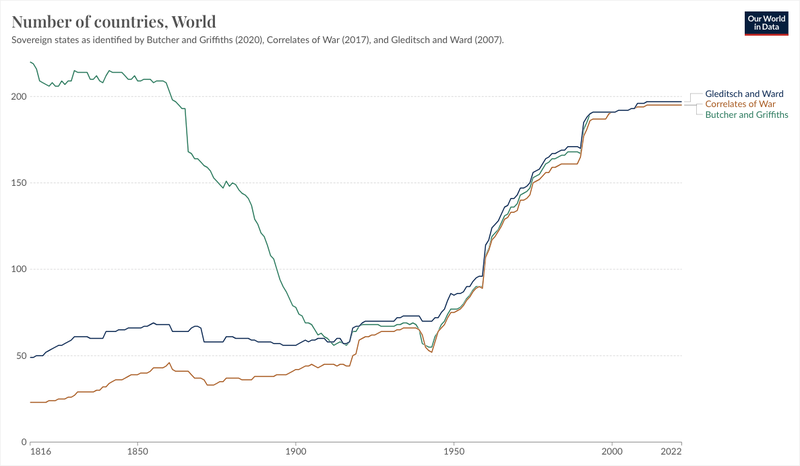 Number of countries, World
Sovereign states as identified by Butcher and Griffiths (2020), Correlates of War (2017), and Gleditsch and Ward (2007).
Our World
in Data
200
150
100
50
0
Gleditsch and Ward
Correlates of War
Butcher and Griffiths
1816
1850
1900
1950
2000
2022